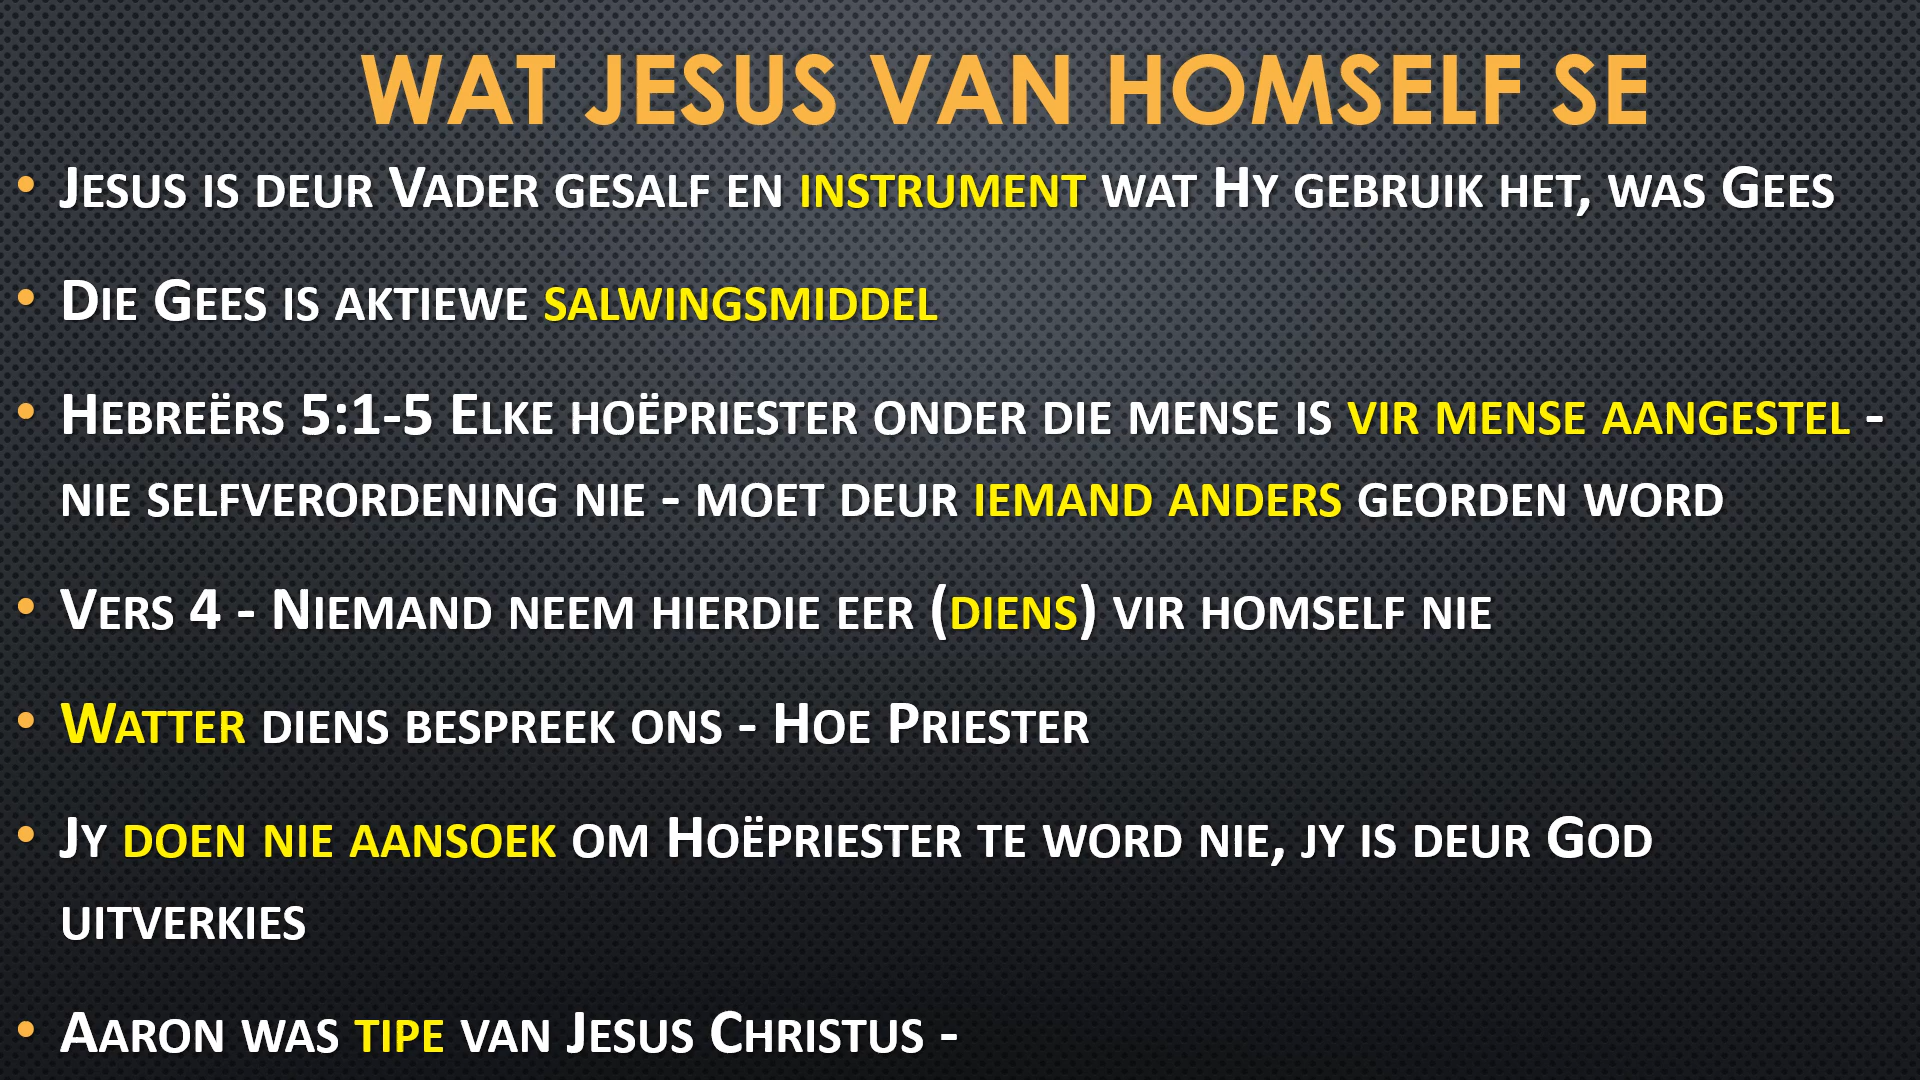 WAT JESUS VAN HOMSELF SE
• Jesus is deur Vader gesalf en instrument wat Hy gebruik het, was Gees
• Die Gees is aktiewe salwingsmiddel
• Hebreërs 5:1-5 Elke hoëpriester onder die mense is vir mense aangestel -
nie selfverordening nie - moet deur iemand anders georden word
• Vers 4 - Niemand neem hierdie eer (diens) vir homself nie
• Watter diens bespreek ons - Hoe Priester
• Jy doen nie aansoek om Hoëpriester te word nie, jy is deur God
uitverkies
• Aaron was tipe van Jesus Christus -